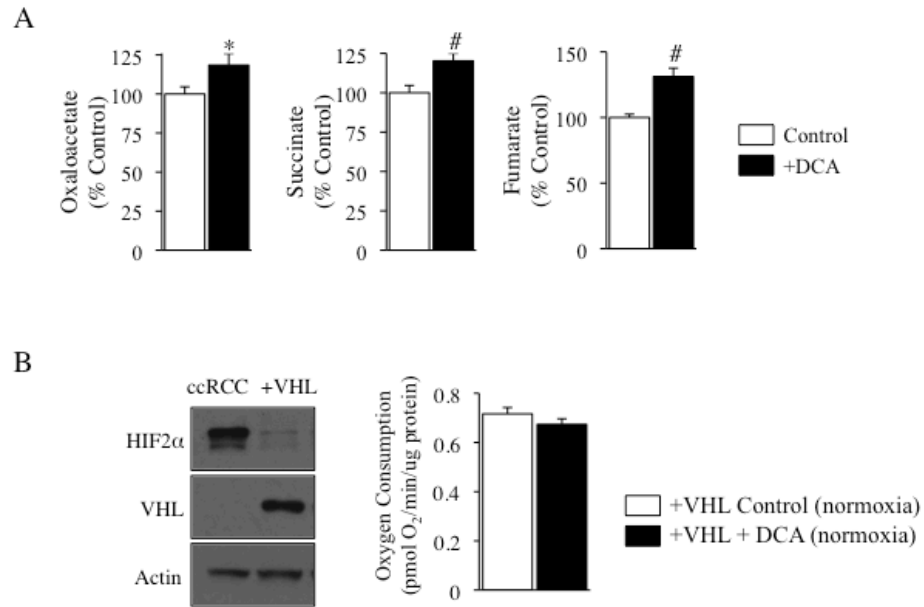 A
Oxaloacetate
(% Control)
125
100
75
50
25
0
*
Succinate
(% Control)
125
100
75
50
25
0
#
Fumarate
(% Control)
150
100
50
0
#
Control
+DCA
B
ccRCC +VHL
HIF2α
VHL
Actin
Oxygen Consumption
(pmol O₂/min/ug protein)
0.8
0.6
0.4
0.2
0
+VHL Control (normoxia)
+VHL + DCA (normoxia)